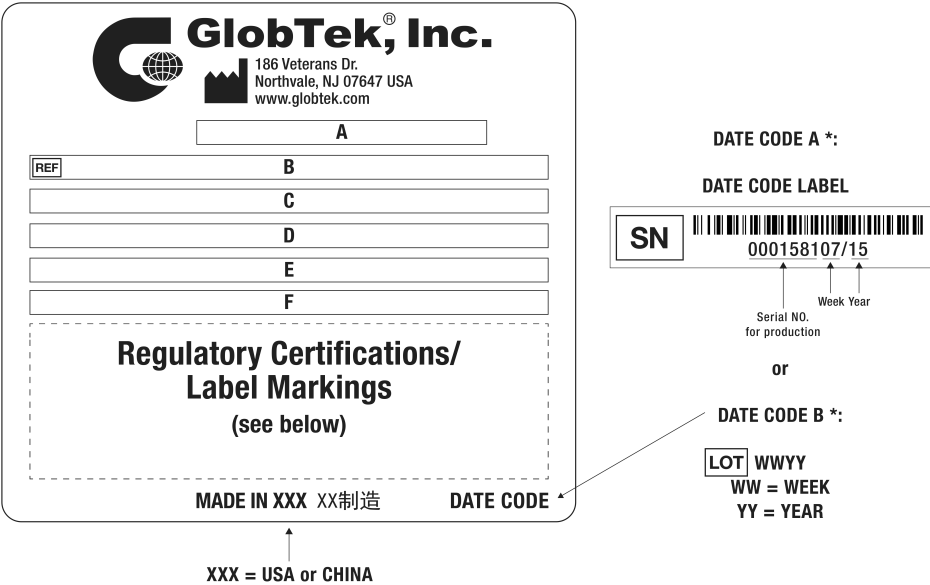 GlobTek, Inc.®
186 Veterans Dr.
Northvale, NJ 07647 USA
www.globtek.com
A
REF B
C
D
E
F
Regulatory Certifications/
Label Markings
(see below)
MADE IN XXX XX制造 DATE CODE
XXX = USA or CHINA
DATE CODE A *:
DATE CODE LABEL
SN
000158107/15
Week Year
Serial NO.
for production
or
DATE CODE B *:
LOT WWYY
WW = WEEK
YY = YEAR